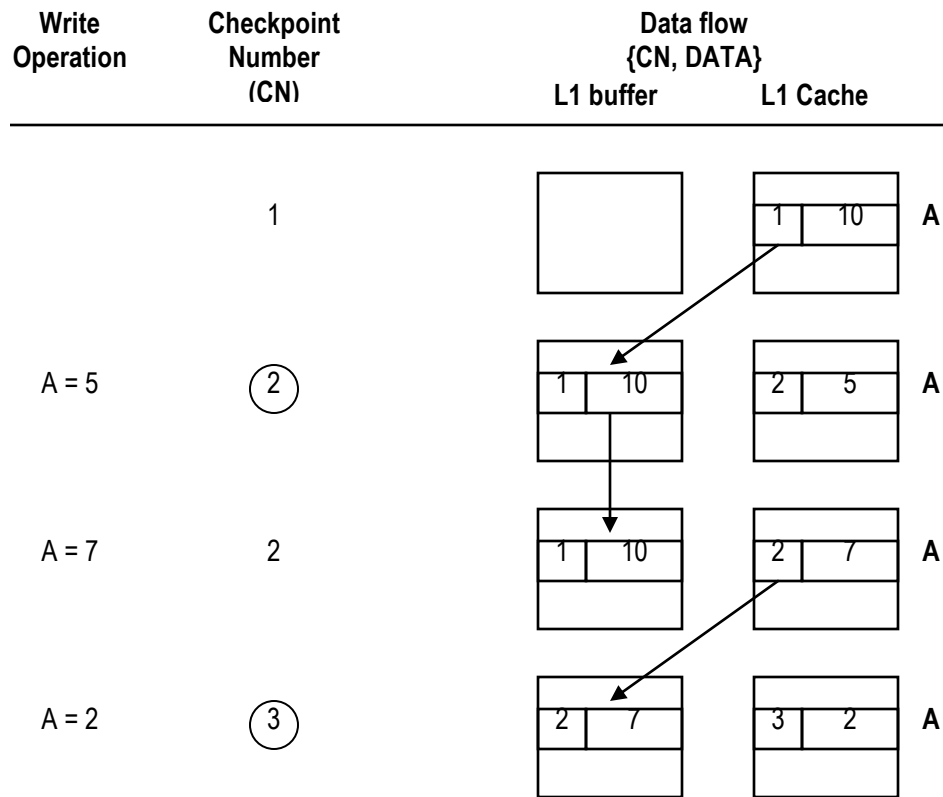 Write Operation
Checkpoint Number (CN)
Data flow {CN, DATA}
L1 buffer
L1 Cache
1
1 10 A
A = 5
2
1 10
2 5 A
A = 7
2
1 10
2 7 A
A = 2
3
2 7
3 2 A